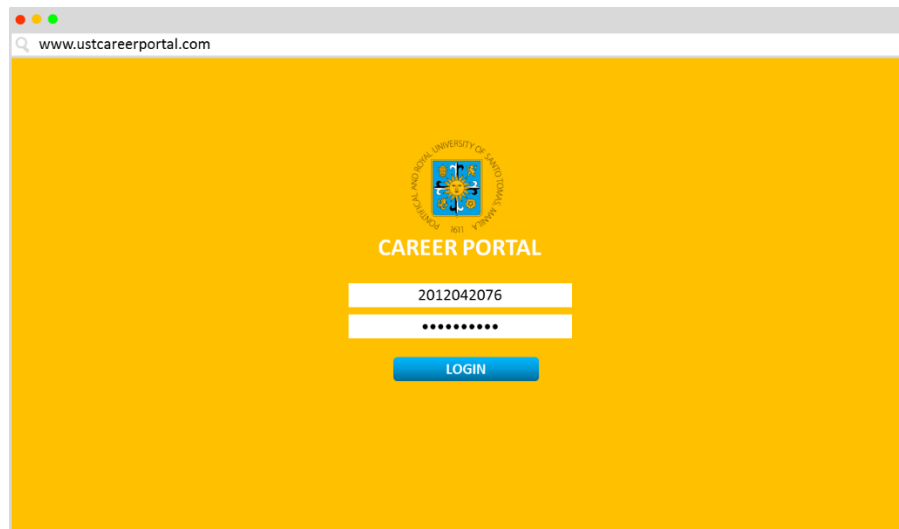 www.ustcareerportal.com
PONTIFICAL AND ROYAL UNIVERSITY OF SANTO TOMAS, MANILA
1611
CAREER PORTAL
2012042076
••••••••••
LOGIN